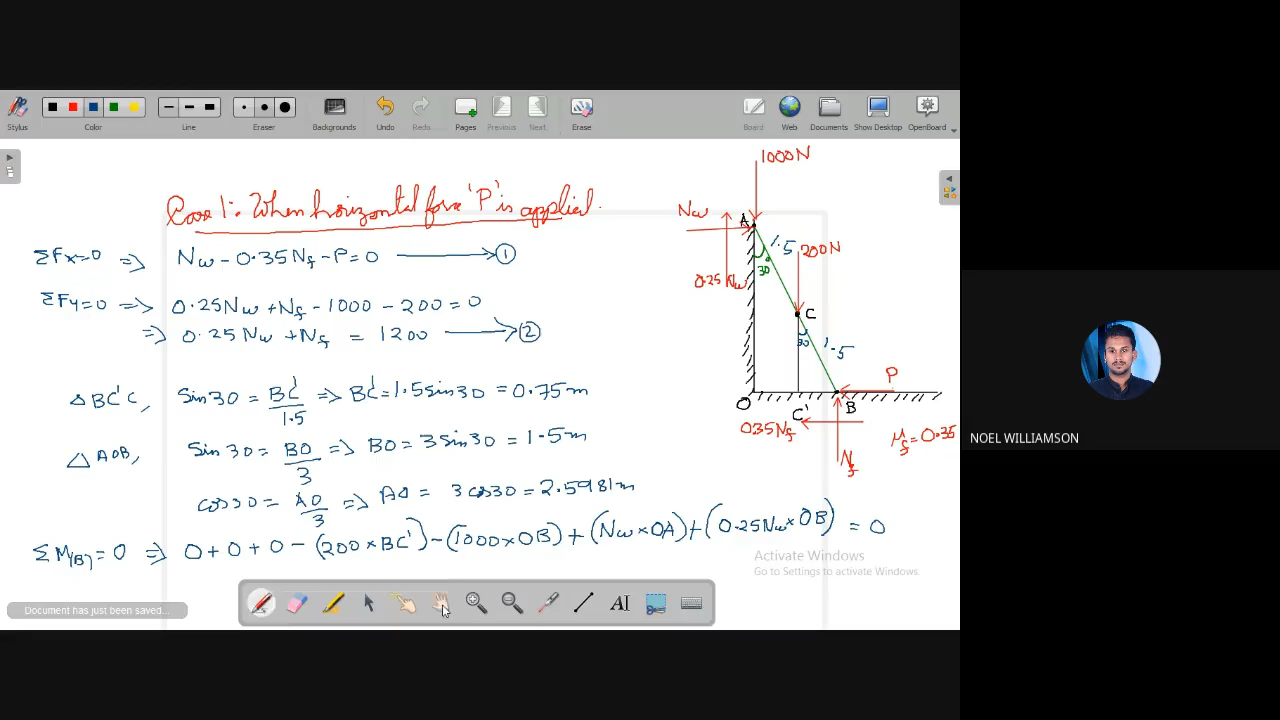 Stylus
Color
Line
Eraser
Backgrounds
Undo
Redo
Pages
Previous
Next
Erase
Board
Web
Documents
Show Desktop
OpenBoard
Case 1:- When horizontal force 'P' is applied.
ΣFx=0 ⇒ Nw - 0.35Nf - P = 0 → ①
ΣFy=0 ⇒ 0.25Nw + Nf - 1000 - 200 = 0
⇒ 0.25Nw + Nf = 1200 → ②
△BC'C, Sin30 = BC'/1.5 ⇒ BC' = 1.5sin30 = 0.75m
△AOB, Sin30 = BO/3 ⇒ BO = 3sin30 = 1.5m
cos30 = AO/3 ⇒ AO = 3cos30 = 2.5981m
ΣM(B)=0 ⇒ 0+0+0 - (200×BC') - (1000×OB) + (Nw×OA) + (0.25Nw×OB) = 0
1000N
Nw
A
1.5
200N
30
0.25Nw
C
30
1.5
P
O
C'
B
0.35Nf
μf=0.35
Nf
NOEL WILLIAMSON
Activate Windows
Go to Settings to activate Windows.
Document has just been saved...
AI